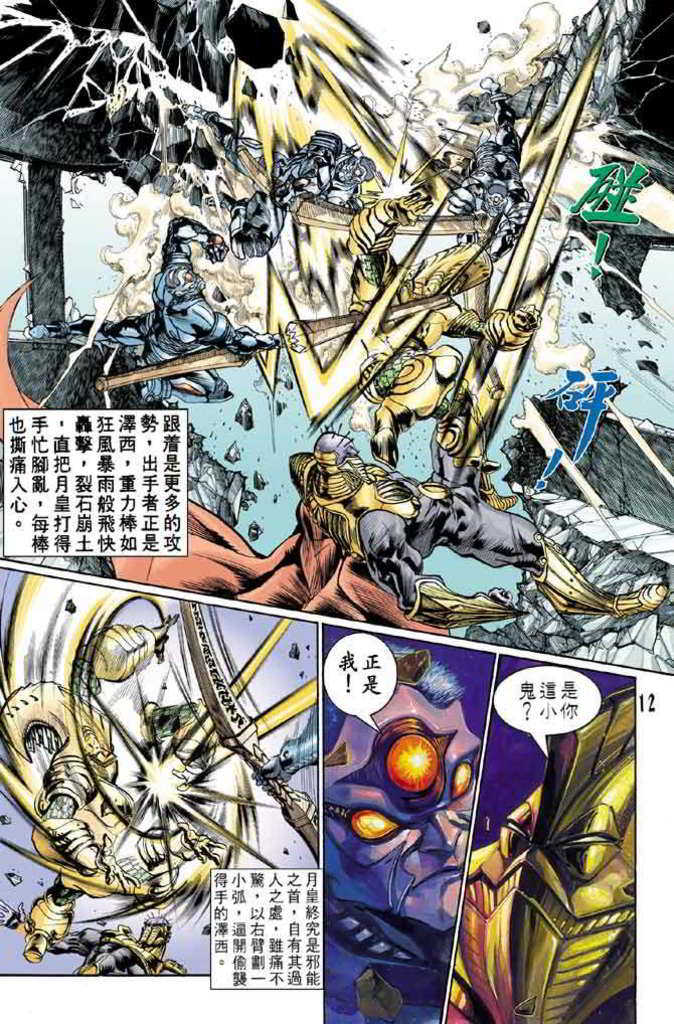 碰！
砰！
跟着是更多的攻
勢，出手者正是
澤西，重力棒如
狂風暴雨般飛快
轟擊，裂石崩土
，直把月皇打得
手忙腳亂，每棒
也撕痛入心。
月皇終究是邪能
之首，自有其過
人之處，雖痛不
驚，以右臂劃一
小弧，逼開偷襲
得手的澤西。
正是
我！
是你
這小
鬼？
12